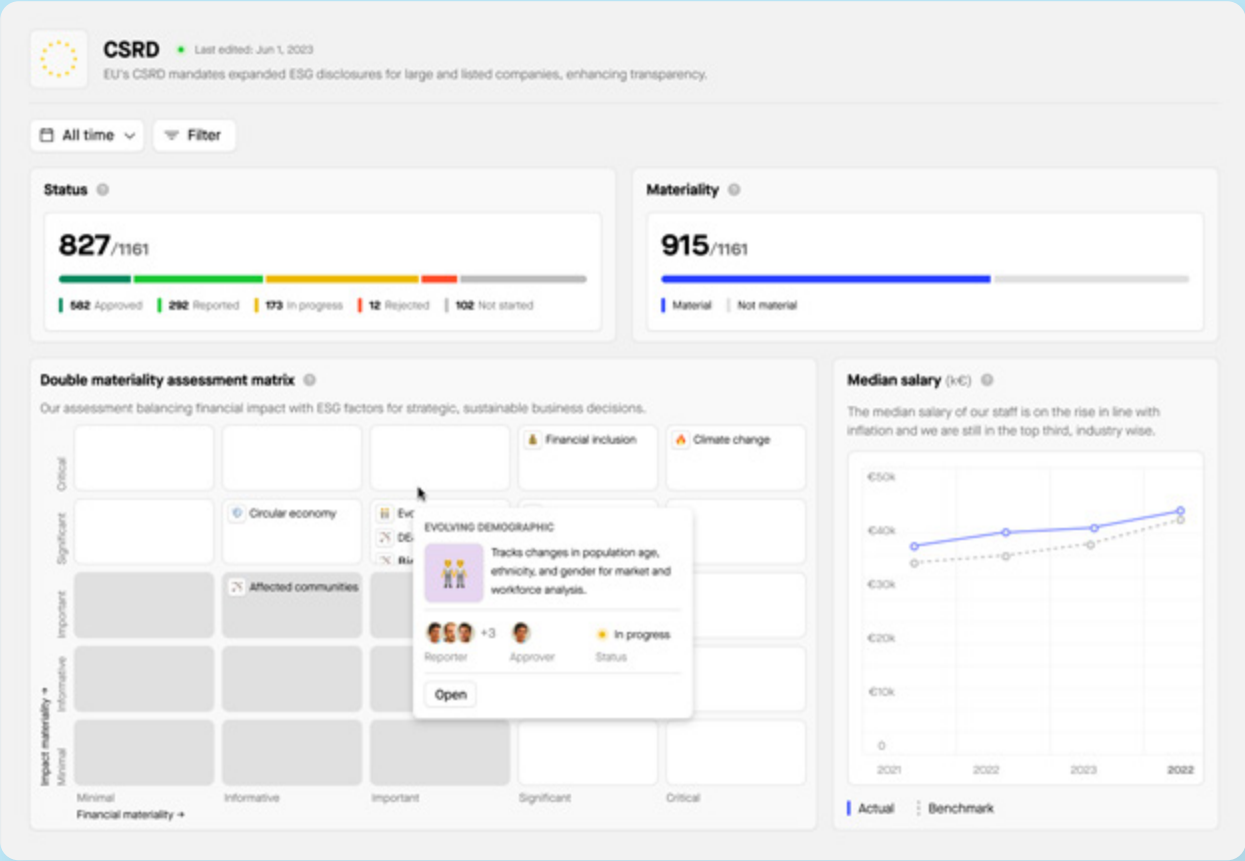 CSRD
Last edited: Jun 1, 2023
EU's CSRD mandates expanded ESG disclosures for large and listed companies, enhancing transparency.
All time
Filter
Status
827/1161
582 Approved
292 Reported
173 In progress
12 Rejected
102 Not started
Materiality
915/1161
Material
Not material
Double materiality assessment matrix
Our assessment balancing financial impact with ESG factors for strategic, sustainable business decisions.
Critical
Financial inclusion
Climate change
Significant
Circular economy
Evo
DE
Important
Affected communities
Informative
Minimal
Impact materiality →
EVOLVING DEMOGRAPHIC
Tracks changes in population age,
ethnicity, and gender for market and
workforce analysis.
+3
Reporter
Approver
In progress
Status
Open
Minimal
Informative
Important
Significant
Critical
Financial materiality →
Median salary (k€)
The median salary of our staff is on the rise in line with
inflation and we are still in the top third, industry wise.
€50k
€40k
€30k
€20k
€10k
0
2021
2022
2023
2022
Actual
Benchmark